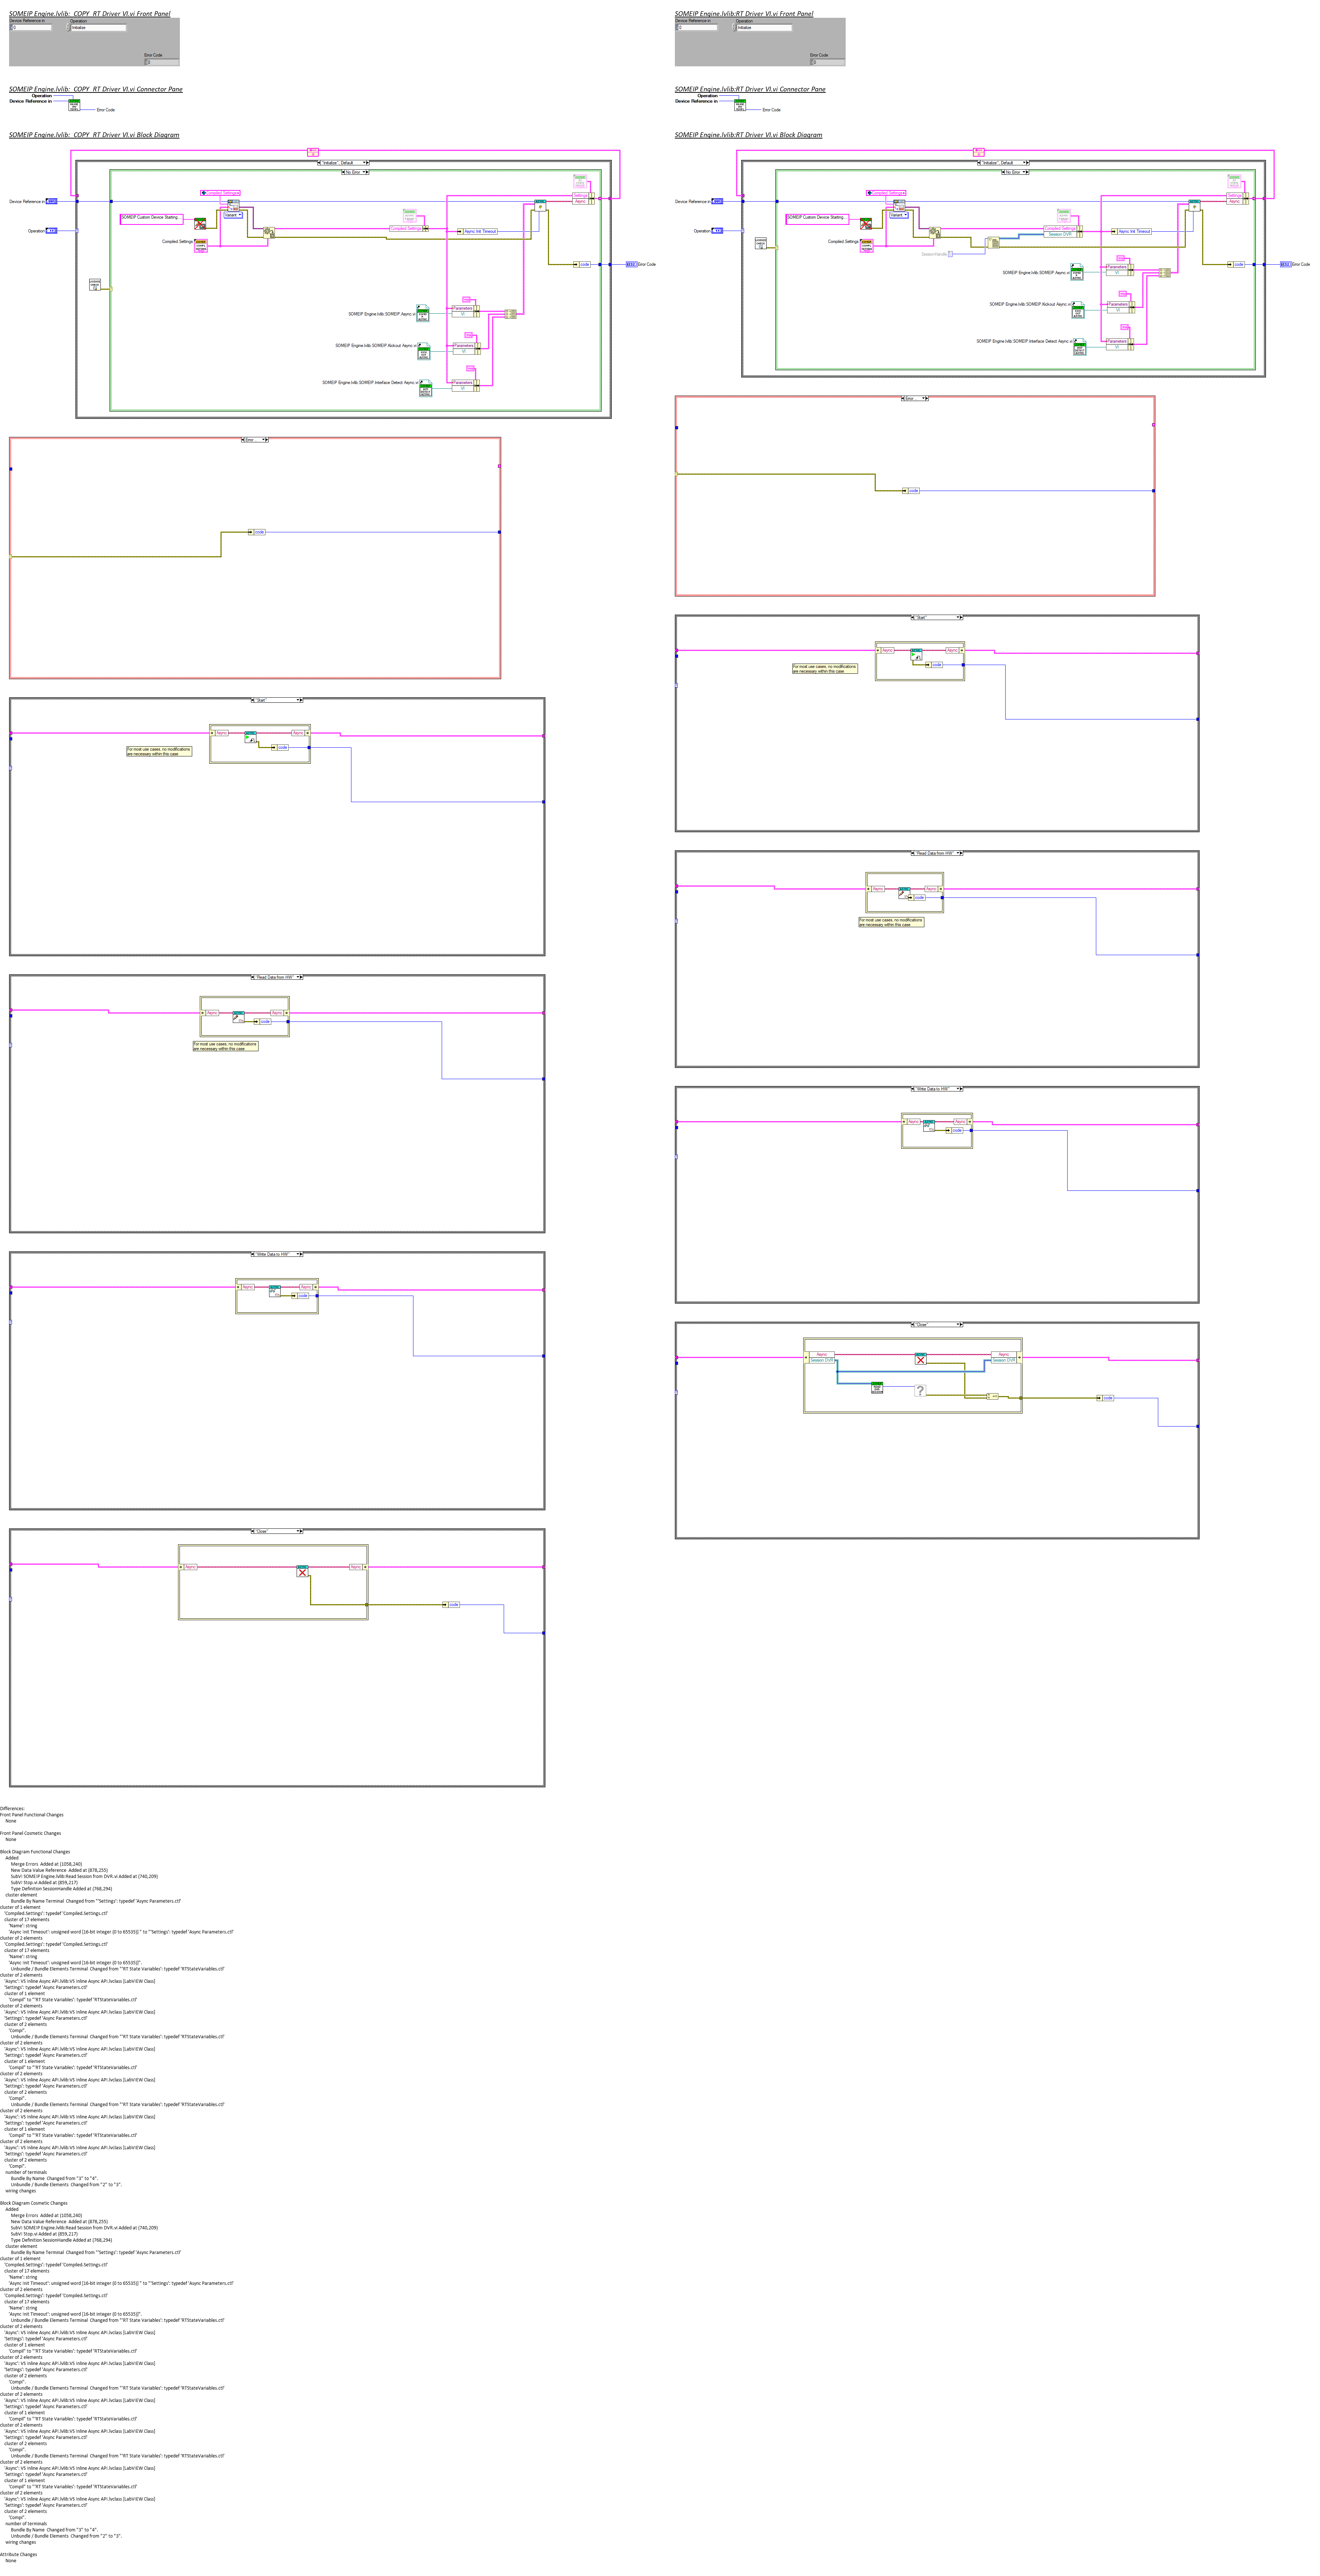 SOMEIP Engine.lvlib:_COPY_RT Driver VI.vi Front Panel
Device Reference in
Operation
0
Initialize
Error Code
0
SOMEIP Engine.lvlib:_COPY_RT Driver VI.vi Connector Pane
Operation
Device Reference in
Error Code
SOMEIP Engine.lvlib:_COPY_RT Driver VI.vi Block Diagram
"Initialize", Default
No Error
Settings
Async
Device Reference in
Compiled Settings
Variant
SOMEIP Custom Device Starting.
Compiled.Settings
Compiled.Settings
Async Init Timeout
Operation
code
Error Code
SOMEIP Engine.lvlib:SOMEIP Async.vi
Parameters
VI
SOMEIP Engine.lvlib:SOMEIP Kickout Async.vi
Parameters
VI
SOMEIP Engine.lvlib:SOMEIP Interface Detect Async.vi
Parameters
VI
Error
code
"Start"
Async
Async
code
For most use cases, no modifications
are necessary within this case
"Read Data from HW"
Async
Async
code
For most use cases, no modifications
are necessary within this case
"Write Data to HW"
Async
Async
code
"Close"
Async
Async
code
SOMEIP Engine.lvlib:RT Driver VI.vi Front Panel
Device Reference in
Operation
0
Initialize
Error Code
0
SOMEIP Engine.lvlib:RT Driver VI.vi Connector Pane
Operation
Device Reference in
Error Code
SOMEIP Engine.lvlib:RT Driver VI.vi Block Diagram
"Initialize", Default
No Error
Settings
Async
Device Reference in
Compiled Settings
Variant
SOMEIP Custom Device Starting.
Compiled.Settings
Compiled.Settings
Session DVR
Async Init Timeout
Operation
SessionHandle
code
Error Code
SOMEIP Engine.lvlib:SOMEIP Async.vi
Parameters
VI
SOMEIP Engine.lvlib:SOMEIP Kickout Async.vi
Parameters
VI
SOMEIP Engine.lvlib:SOMEIP Interface Detect Async.vi
Parameters
VI
Error
code
"Start"
Async
Async
code
For most use cases, no modifications
are necessary within this case
"Read Data from HW"
Async
Async
code
For most use cases, no modifications
are necessary within this case
"Write Data to HW"
Async
Async
code
"Close"
Async
Session DVR
Async
Session DVR
code
Differences:
Front Panel Functional Changes
None
Front Panel Cosmetic Changes
None
Block Diagram Functional Changes
Added
Merge Errors Added at (1058,240)
New Data Value Reference Added at (878,255)
SubVI SOMEIP Engine.lvlib:Read Session from DVR.vi Added at (740,209)
SubVI Stop.vi Added at (859,217)
Type Definition SessionHandle Added at (768,294)
cluster element
Bundle By Name Terminal Changed from "'Settings': typedef 'Async Parameters.ctl'
cluster of 1 element
'Compiled.Settings': typedef 'Compiled.Settings.ctl'
cluster of 17 elements
'Name': string
'Async Init Timeout': unsigned word [16-bit integer (0 to 65535)] " to "'Settings': typedef 'Async Parameters.ctl'
cluster of 2 elements
'Compiled.Settings': typedef 'Compiled.Settings.ctl'
cluster of 17 elements
'Name': string
'Async Init Timeout': unsigned word [16-bit integer (0 to 65535)]".
Unbundle / Bundle Elements Terminal Changed from "'RT State Variables': typedef 'RTStateVariables.ctl'
cluster of 2 elements
'Async': VS Inline Async API.lvlib:VS Inline Async API.lvclass [LabVIEW Class]
'Settings': typedef 'Async Parameters.ctl'
cluster of 1 element
'Compil" to "'RT State Variables': typedef 'RTStateVariables.ctl'
cluster of 2 elements
'Async': VS Inline Async API.lvlib:VS Inline Async API.lvclass [LabVIEW Class]
'Settings': typedef 'Async Parameters.ctl'
cluster of 2 elements
'Compi".
Unbundle / Bundle Elements Terminal Changed from "'RT State Variables': typedef 'RTStateVariables.ctl'
cluster of 2 elements
'Async': VS Inline Async API.lvlib:VS Inline Async API.lvclass [LabVIEW Class]
'Settings': typedef 'Async Parameters.ctl'
cluster of 1 element
'Compil" to "'RT State Variables': typedef 'RTStateVariables.ctl'
cluster of 2 elements
'Async': VS Inline Async API.lvlib:VS Inline Async API.lvclass [LabVIEW Class]
'Settings': typedef 'Async Parameters.ctl'
cluster of 2 elements
'Compi".
Unbundle / Bundle Elements Terminal Changed from "'RT State Variables': typedef 'RTStateVariables.ctl'
cluster of 2 elements
'Async': VS Inline Async API.lvlib:VS Inline Async API.lvclass [LabVIEW Class]
'Settings': typedef 'Async Parameters.ctl'
cluster of 1 element
'Compil" to "'RT State Variables': typedef 'RTStateVariables.ctl'
cluster of 2 elements
'Async': VS Inline Async API.lvlib:VS Inline Async API.lvclass [LabVIEW Class]
'Settings': typedef 'Async Parameters.ctl'
cluster of 2 elements
'Compi".
number of terminals
Bundle By Name Changed from "3" to "4".
Unbundle / Bundle Elements Changed from "2" to "3".
wiring changes
Block Diagram Cosmetic Changes
Added
Merge Errors Added at (1058,240)
New Data Value Reference Added at (878,255)
SubVI SOMEIP Engine.lvlib:Read Session from DVR.vi Added at (740,209)
SubVI Stop.vi Added at (859,217)
Type Definition SessionHandle Added at (768,294)
cluster element
Bundle By Name Terminal Changed from "'Settings': typedef 'Async Parameters.ctl'
cluster of 1 element
'Compiled.Settings': typedef 'Compiled.Settings.ctl'
cluster of 17 elements
'Name': string
'Async Init Timeout': unsigned word [16-bit integer (0 to 65535)] " to "'Settings': typedef 'Async Parameters.ctl'
cluster of 2 elements
'Compiled.Settings': typedef 'Compiled.Settings.ctl'
cluster of 17 elements
'Name': string
'Async Init Timeout': unsigned word [16-bit integer (0 to 65535)]".
Unbundle / Bundle Elements Terminal Changed from "'RT State Variables': typedef 'RTStateVariables.ctl'
cluster of 2 elements
'Async': VS Inline Async API.lvlib:VS Inline Async API.lvclass [LabVIEW Class]
'Settings': typedef 'Async Parameters.ctl'
cluster of 1 element
'Compil" to "'RT State Variables': typedef 'RTStateVariables.ctl'
cluster of 2 elements
'Async': VS Inline Async API.lvlib:VS Inline Async API.lvclass [LabVIEW Class]
'Settings': typedef 'Async Parameters.ctl'
cluster of 2 elements
'Compi".
Unbundle / Bundle Elements Terminal Changed from "'RT State Variables': typedef 'RTStateVariables.ctl'
cluster of 2 elements
'Async': VS Inline Async API.lvlib:VS Inline Async API.lvclass [LabVIEW Class]
'Settings': typedef 'Async Parameters.ctl'
cluster of 1 element
'Compil" to "'RT State Variables': typedef 'RTStateVariables.ctl'
cluster of 2 elements
'Async': VS Inline Async API.lvlib:VS Inline Async API.lvclass [LabVIEW Class]
'Settings': typedef 'Async Parameters.ctl'
cluster of 2 elements
'Compi".
Unbundle / Bundle Elements Terminal Changed from "'RT State Variables': typedef 'RTStateVariables.ctl'
cluster of 2 elements
'Async': VS Inline Async API.lvlib:VS Inline Async API.lvclass [LabVIEW Class]
'Settings': typedef 'Async Parameters.ctl'
cluster of 1 element
'Compil" to "'RT State Variables': typedef 'RTStateVariables.ctl'
cluster of 2 elements
'Async': VS Inline Async API.lvlib:VS Inline Async API.lvclass [LabVIEW Class]
'Settings': typedef 'Async Parameters.ctl'
cluster of 2 elements
'Compi".
number of terminals
Bundle By Name Changed from "3" to "4".
Unbundle / Bundle Elements Changed from "2" to "3".
wiring changes
Attribute Changes
None